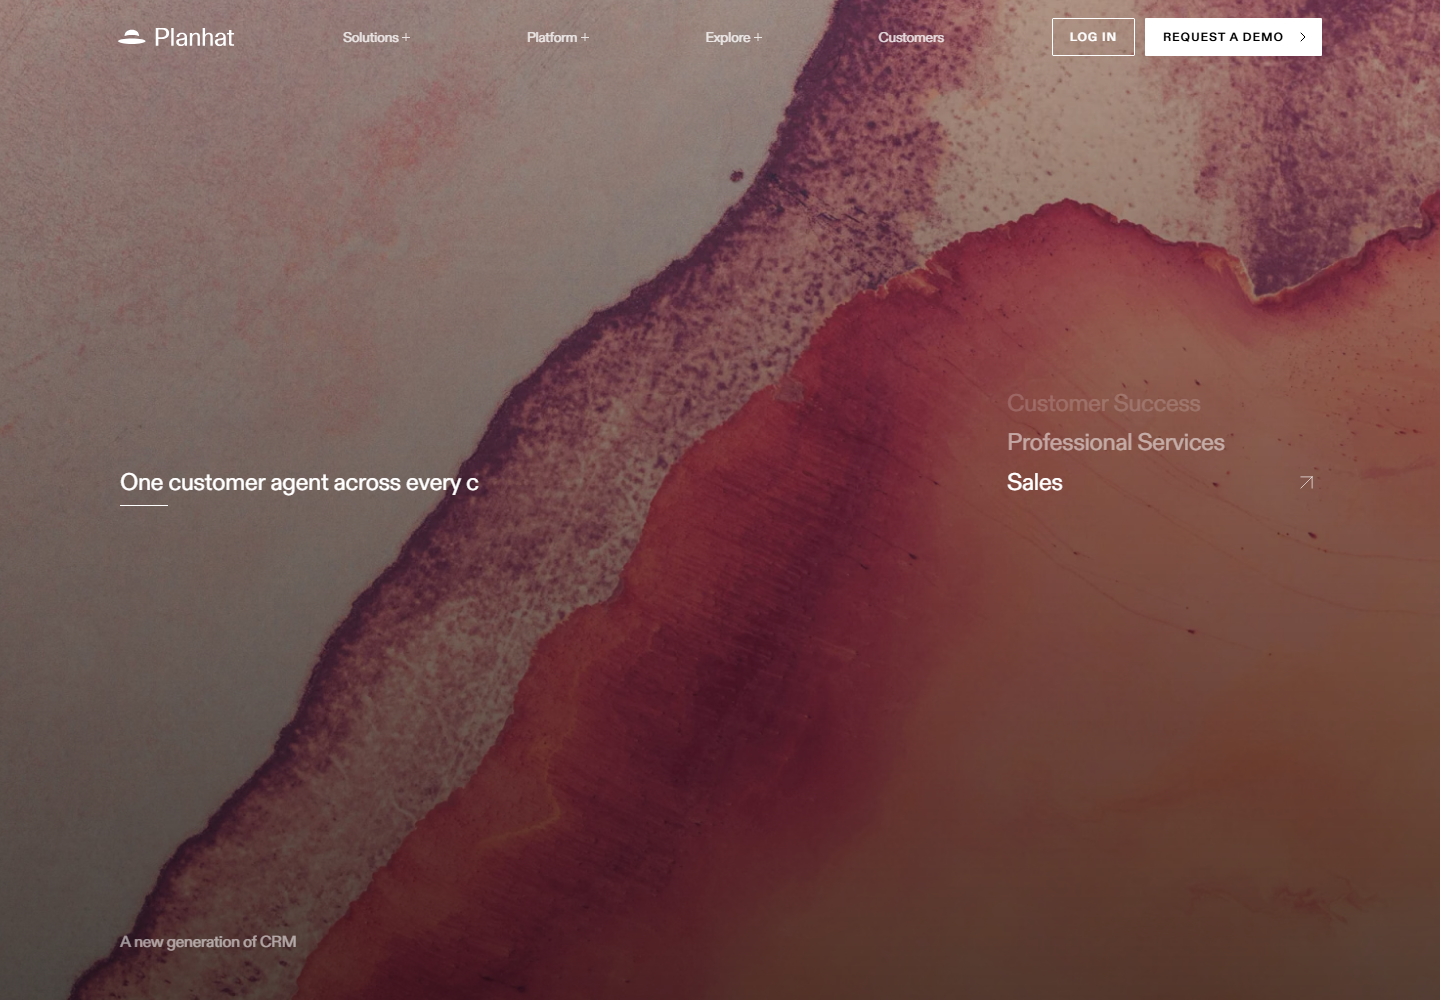 Planhat
Solutions +
Platform +
Explore +
Customers
LOG IN
REQUEST A DEMO
Customer Success
Professional Services
One customer agent across every c
Sales
A new generation of CRM